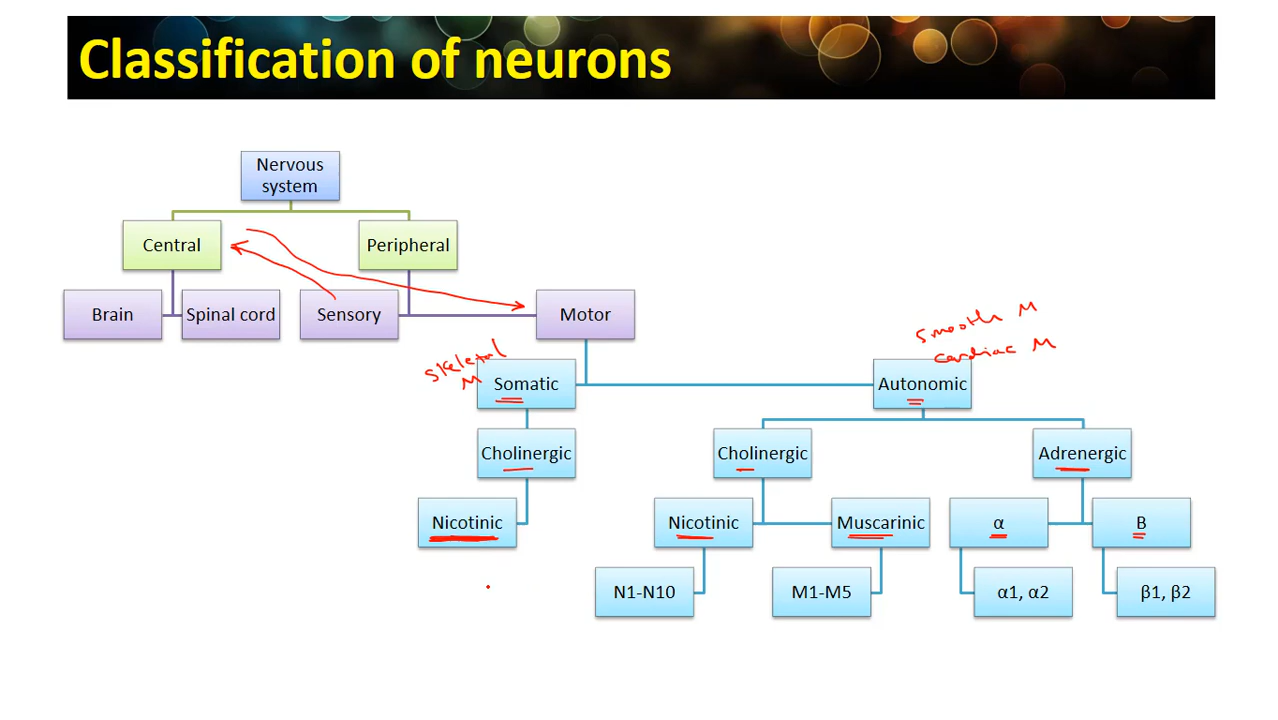 Classification of neurons
Nervous
system
Central
Peripheral
Brain
Spinal cord
Sensory
Motor
smooth M
cardiac M
skeletal
M
Somatic
Autonomic
Cholinergic
Cholinergic
Adrenergic
Nicotinic
Nicotinic
Muscarinic
α
B
N1-N10
M1-M5
α1, α2
β1, β2